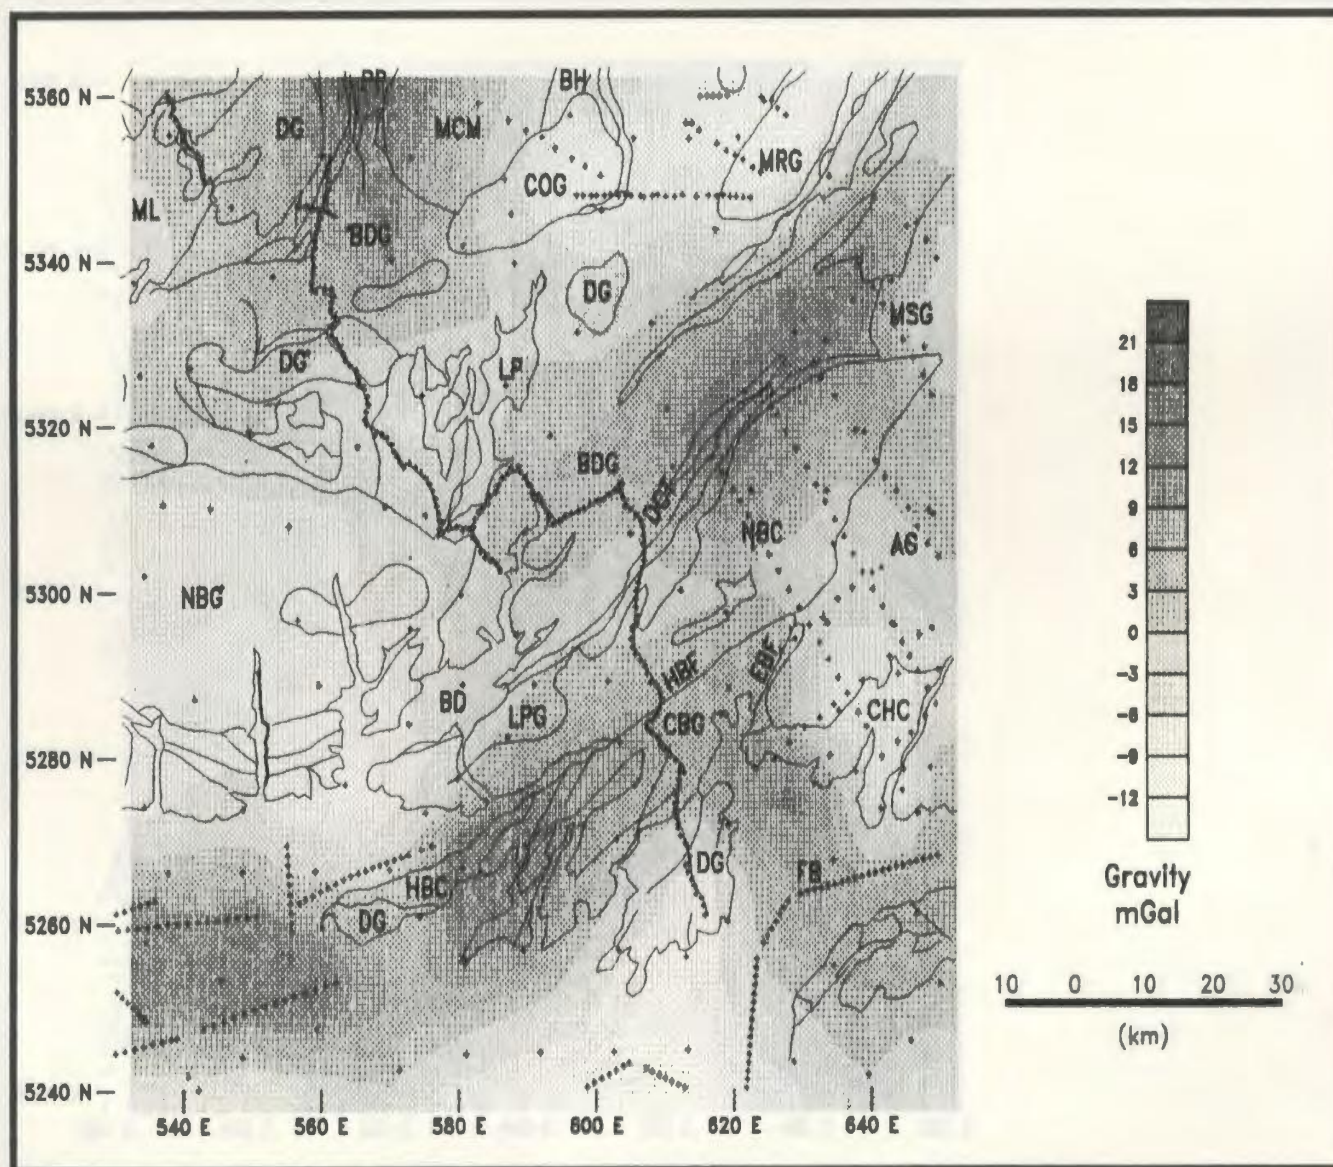 5360 N
PP
BH
DG
MCM
MRG
COG
ML
BDG
5340 N
DG
MSG
DG
LP
5320 N
BDG
DGF
NBC
AG
5300 N
NBG
HBF
EBF
BD
LPG
CBG
CHC
5280 N
DG
FB
HBC
DG
5260 N
5240 N
540 E
560 E
580 E
600 E
620 E
640 E
21
18
15
12
9
6
3
0
-3
-6
-9
-12
Gravity
mGal
10 0 10 20 30
(km)